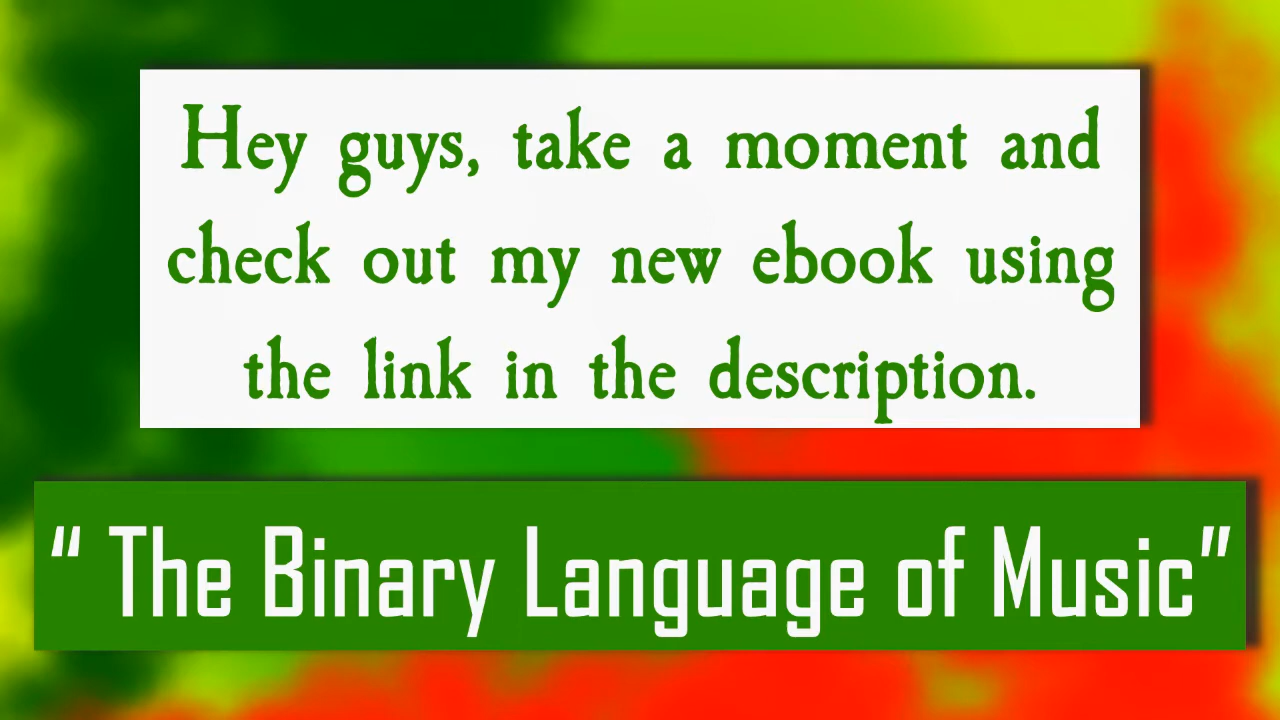 Hey guys, take a moment and
check out my new ebook using
the link in the description.
“ The Binary Language of Music”